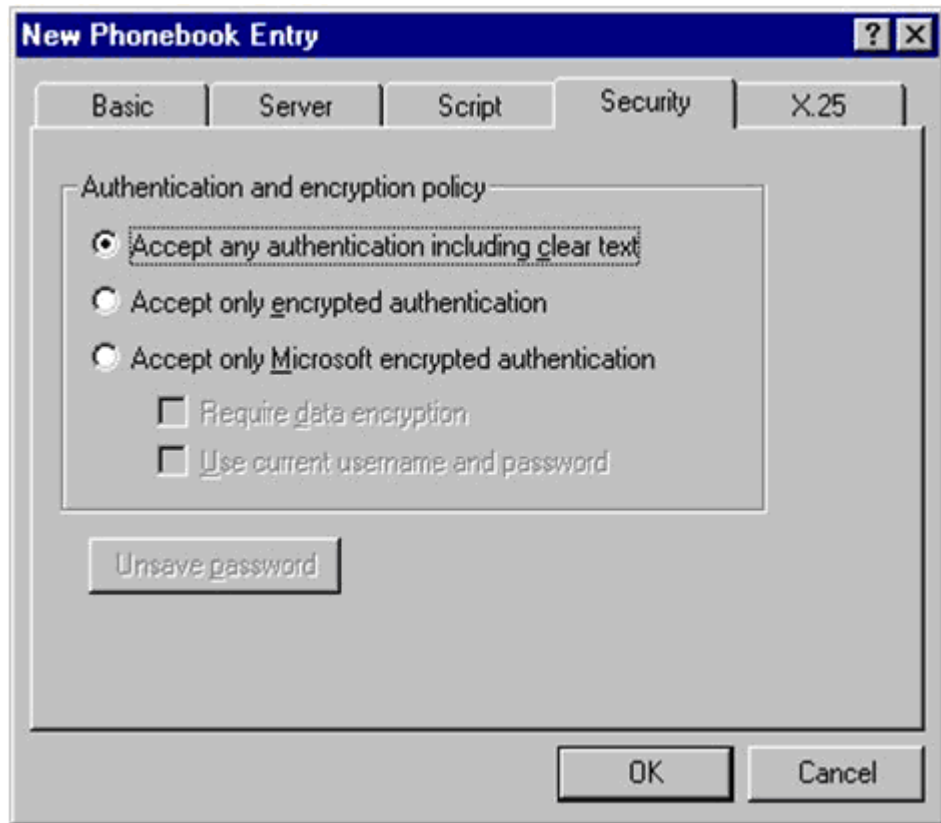 New Phonebook Entry
Basic Server Script Security X.25
Authentication and encryption policy
Accept any authentication including clear text
Accept only encrypted authentication
Accept only Microsoft encrypted authentication
Require data encryption
Use current username and password
Unsave password
OK Cancel